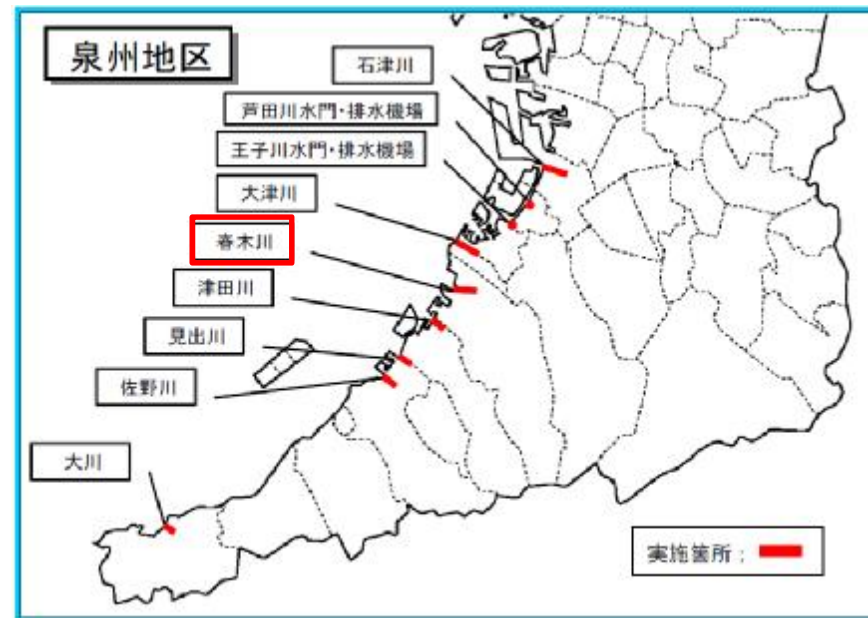 泉州地区
石津川
芦田川水門・排水機場
王子川水門・排水機場
大津川
春木川
津田川
見出川
佐野川
大川
実施箇所；